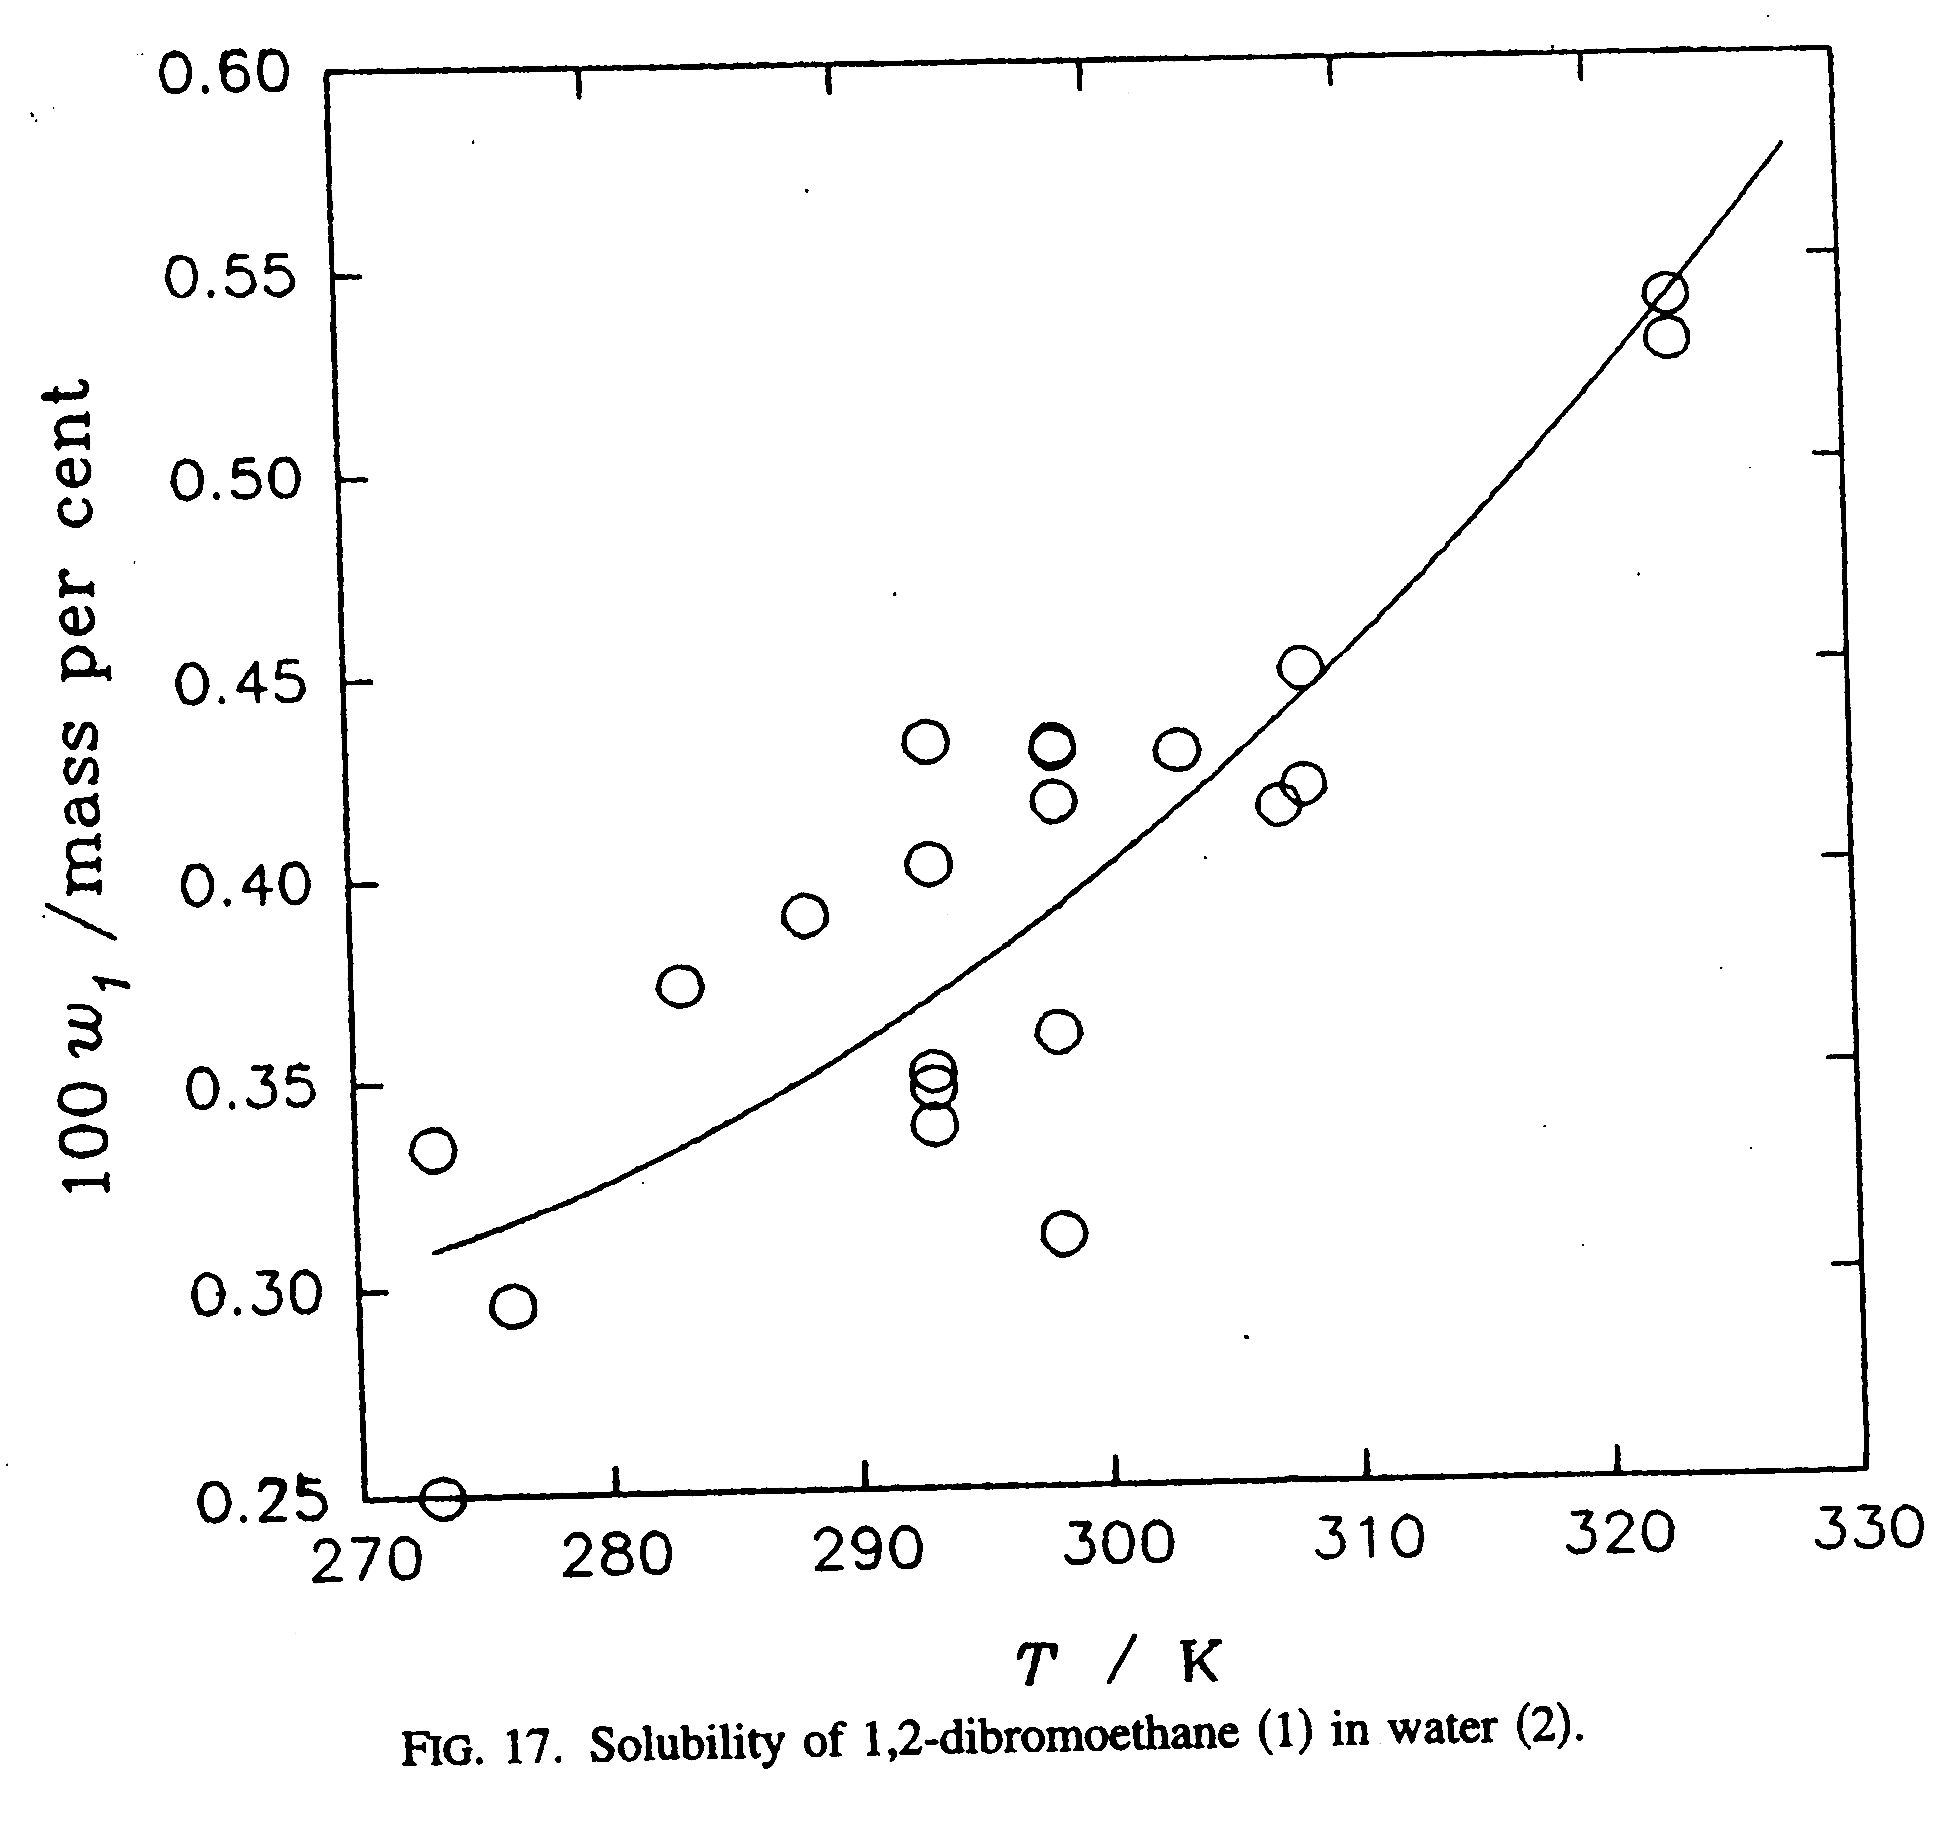 0.60
0.55
0.50
0.45
0.40
0.35
0.30
0.25
100 w1 /mass per cent
270 280 290 300 310 320 330
T / K
FIG. 17. Solubility of 1,2-dibromoethane (1) in water (2).